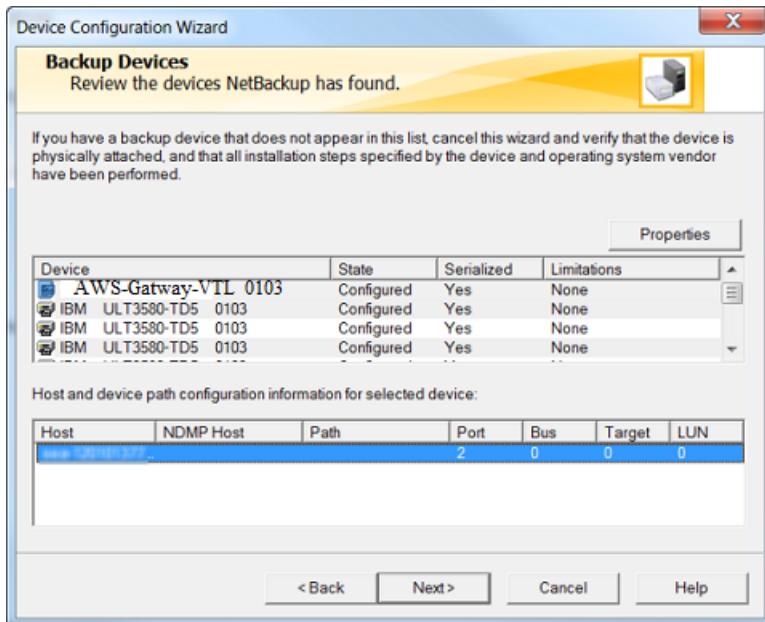 Device Configuration Wizard
Backup Devices
Review the devices NetBackup has found.
If you have a backup device that does not appear in this list, cancel this wizard and verify that the device is
physically attached, and that all installation steps specified by the device and operating system vendor
have been performed.
Properties
Device State Serialized Limitations
AWS-Gatway-VTL 0103 Configured Yes None
IBM ULT3580-TD5 0103 Configured Yes None
IBM ULT3580-TD5 0103 Configured Yes None
IBM ULT3580-TD5 0103 Configured Yes None
Host and device path configuration information for selected device:
Host NDMP Host Path Port Bus Target LUN
2 0 0 0
< Back Next > Cancel Help